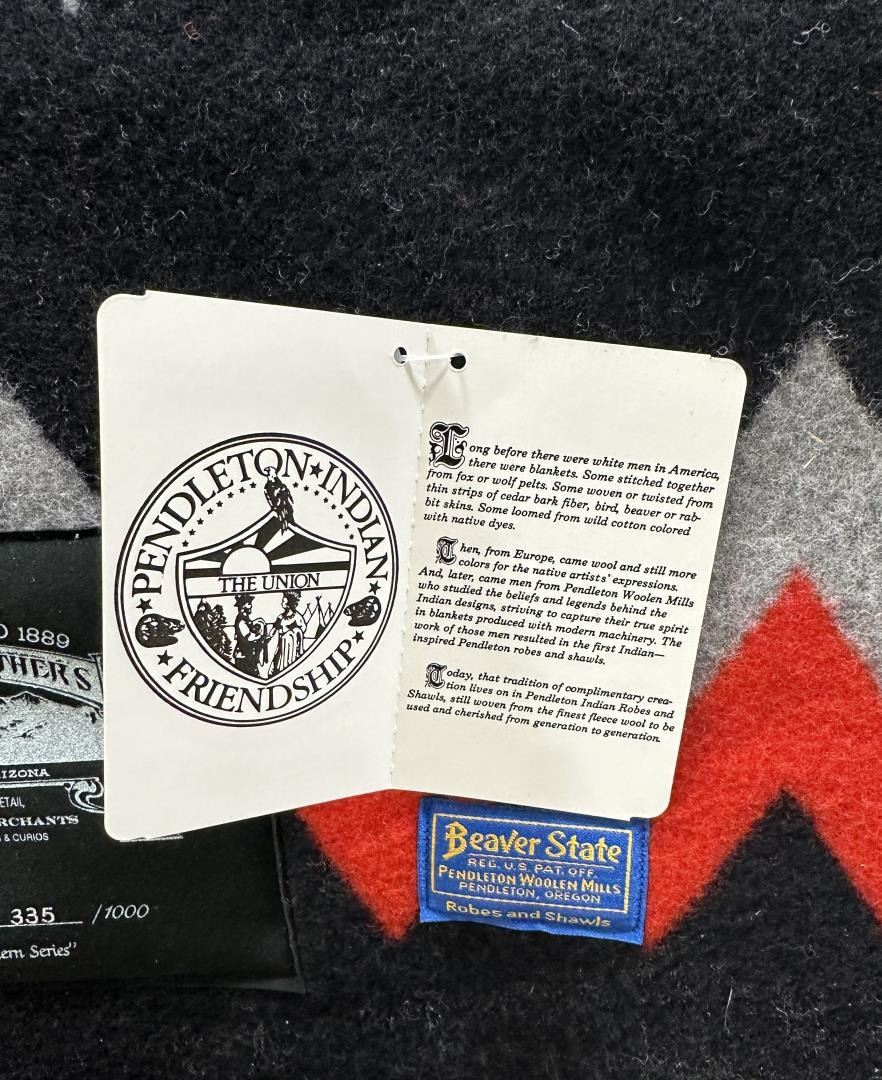 PENDLETON★INDIAN
THE UNION
FRIENDSHIP
Long before there were white men in America,
there were blankets. Some stitched together
from fox or wolf pelts. Some woven or twisted from
thin strips of cedar bark fiber, bird, beaver or rab-
bit skins. Some loomed from wild cotton colored
with native dyes.
Then, from Europe, came wool and still more
colors for the native artists' expressions.
And, later, came men from Pendleton Woolen Mills
who studied the beliefs and legends behind the
Indian designs, striving to capture their true spirit
in blankets produced with modern machinery. The
work of those men resulted in the first Indian—
inspired Pendleton robes and shawls.
Today, that tradition of complimentary crea-
tion lives on in Pendleton Indian Robes and
Shawls, still woven from the finest fleece wool to be
used and cherished from generation to generation.
D 1889
THERS
IZONA
ETAIL,
RCHANTS
& CURIOS
335 /1000
ern Series"
Beaver State
REG. U.S. PAT. OFF.
PENDLETON WOOLEN MILLS
PENDLETON, OREGON
Robes and Shawls